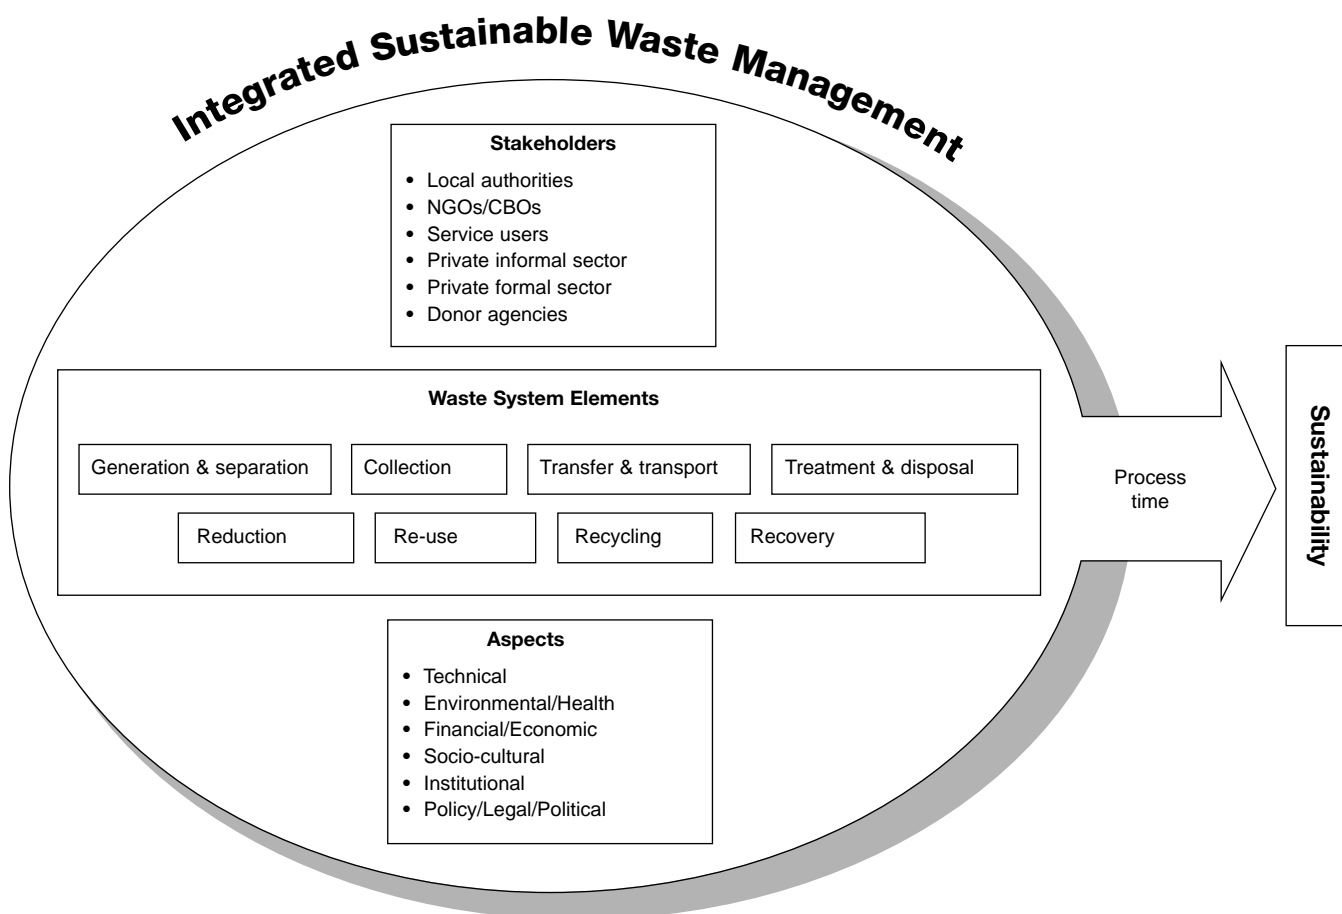 Integrated Sustainable Waste Management
Stakeholders
• Local authorities
• NGOs/CBOs
• Service users
• Private informal sector
• Private formal sector
• Donor agencies
Waste System Elements
Generation & separation
Collection
Transfer & transport
Treatment & disposal
Reduction
Re-use
Recycling
Recovery
Aspects
• Technical
• Environmental/Health
• Financial/Economic
• Socio-cultural
• Institutional
• Policy/Legal/Political
Process
time
Sustainability